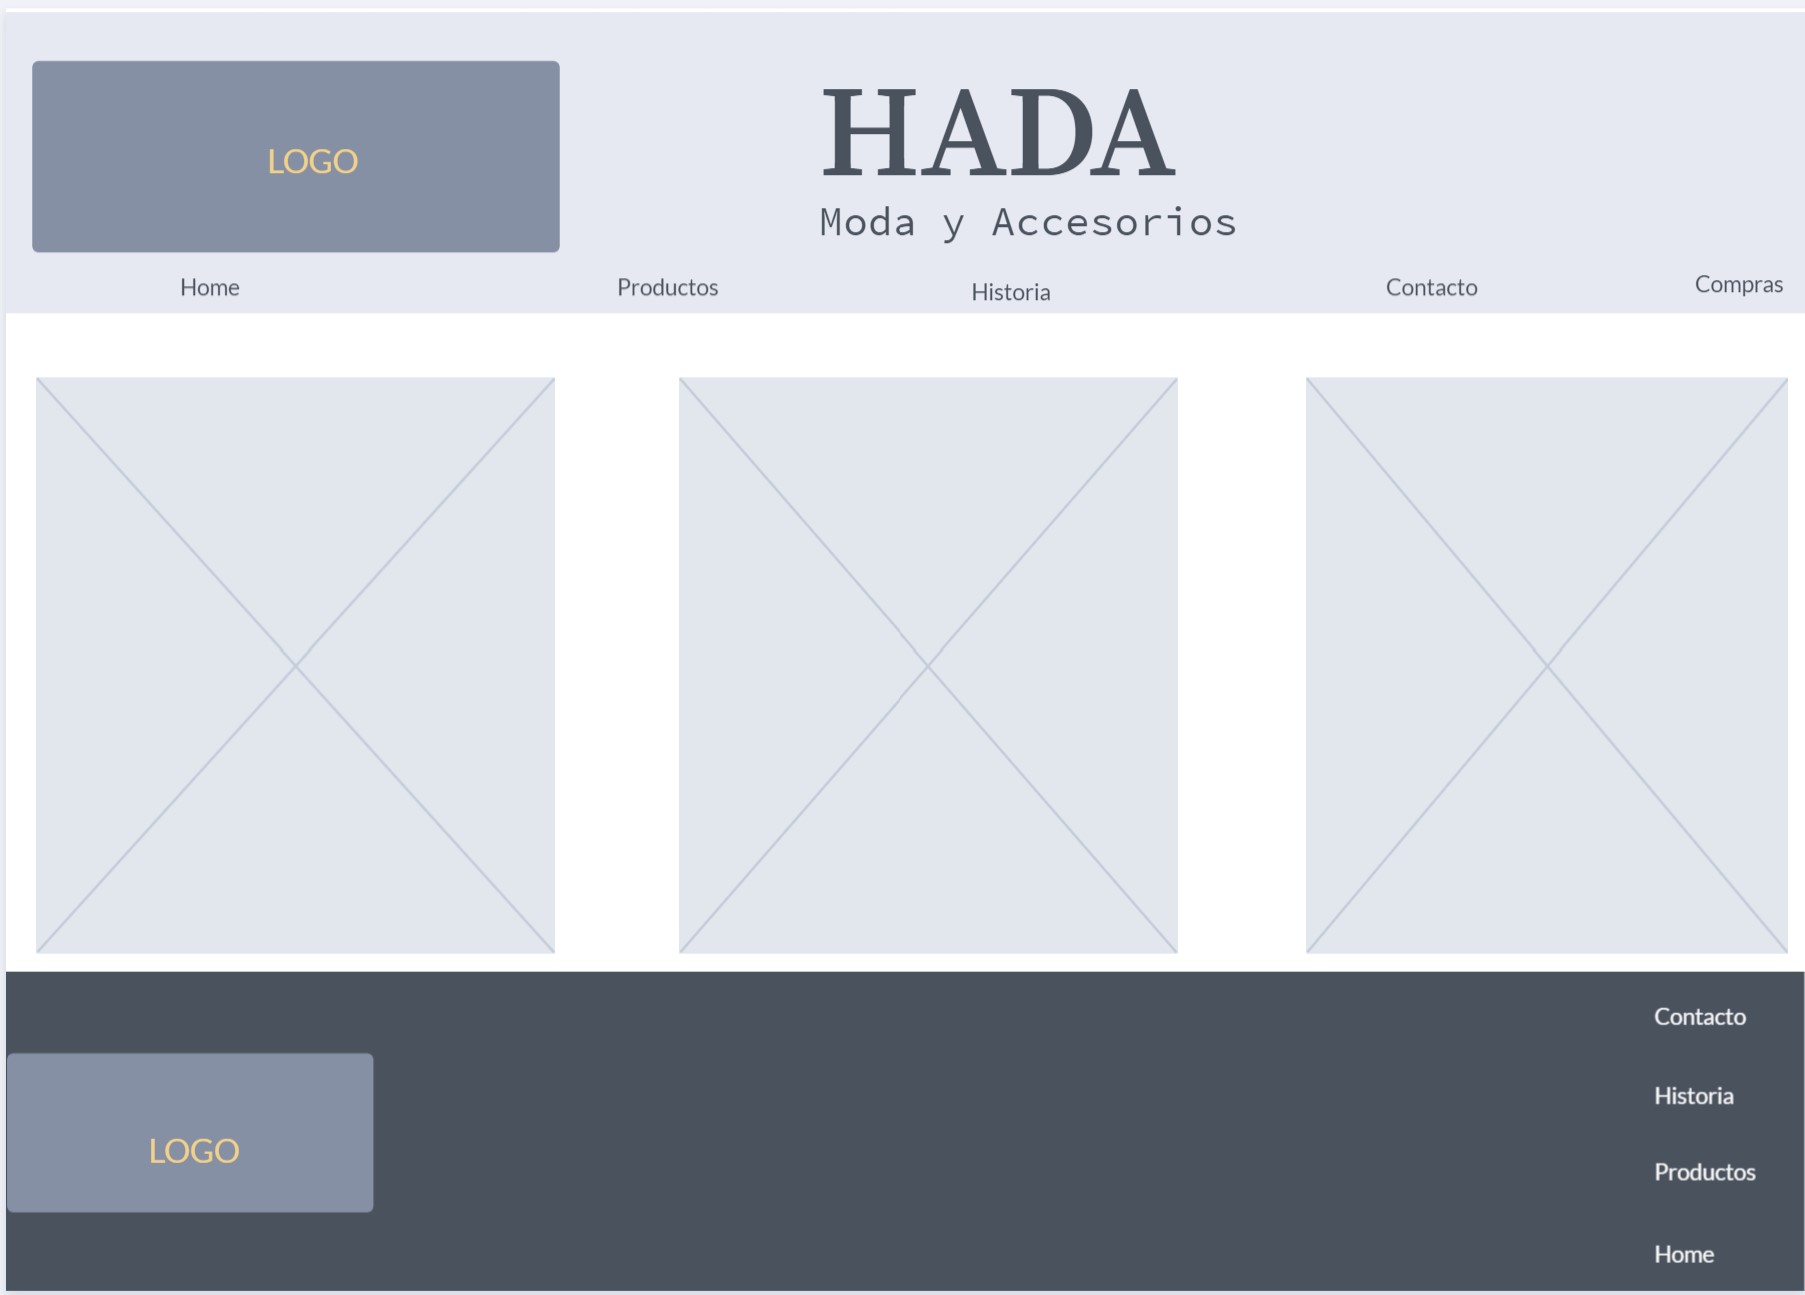 LOGO
HADA
Moda y Accesorios
Home
Productos
Historia
Contacto
Compras
Contacto
Historia
LOGO
Productos
Home